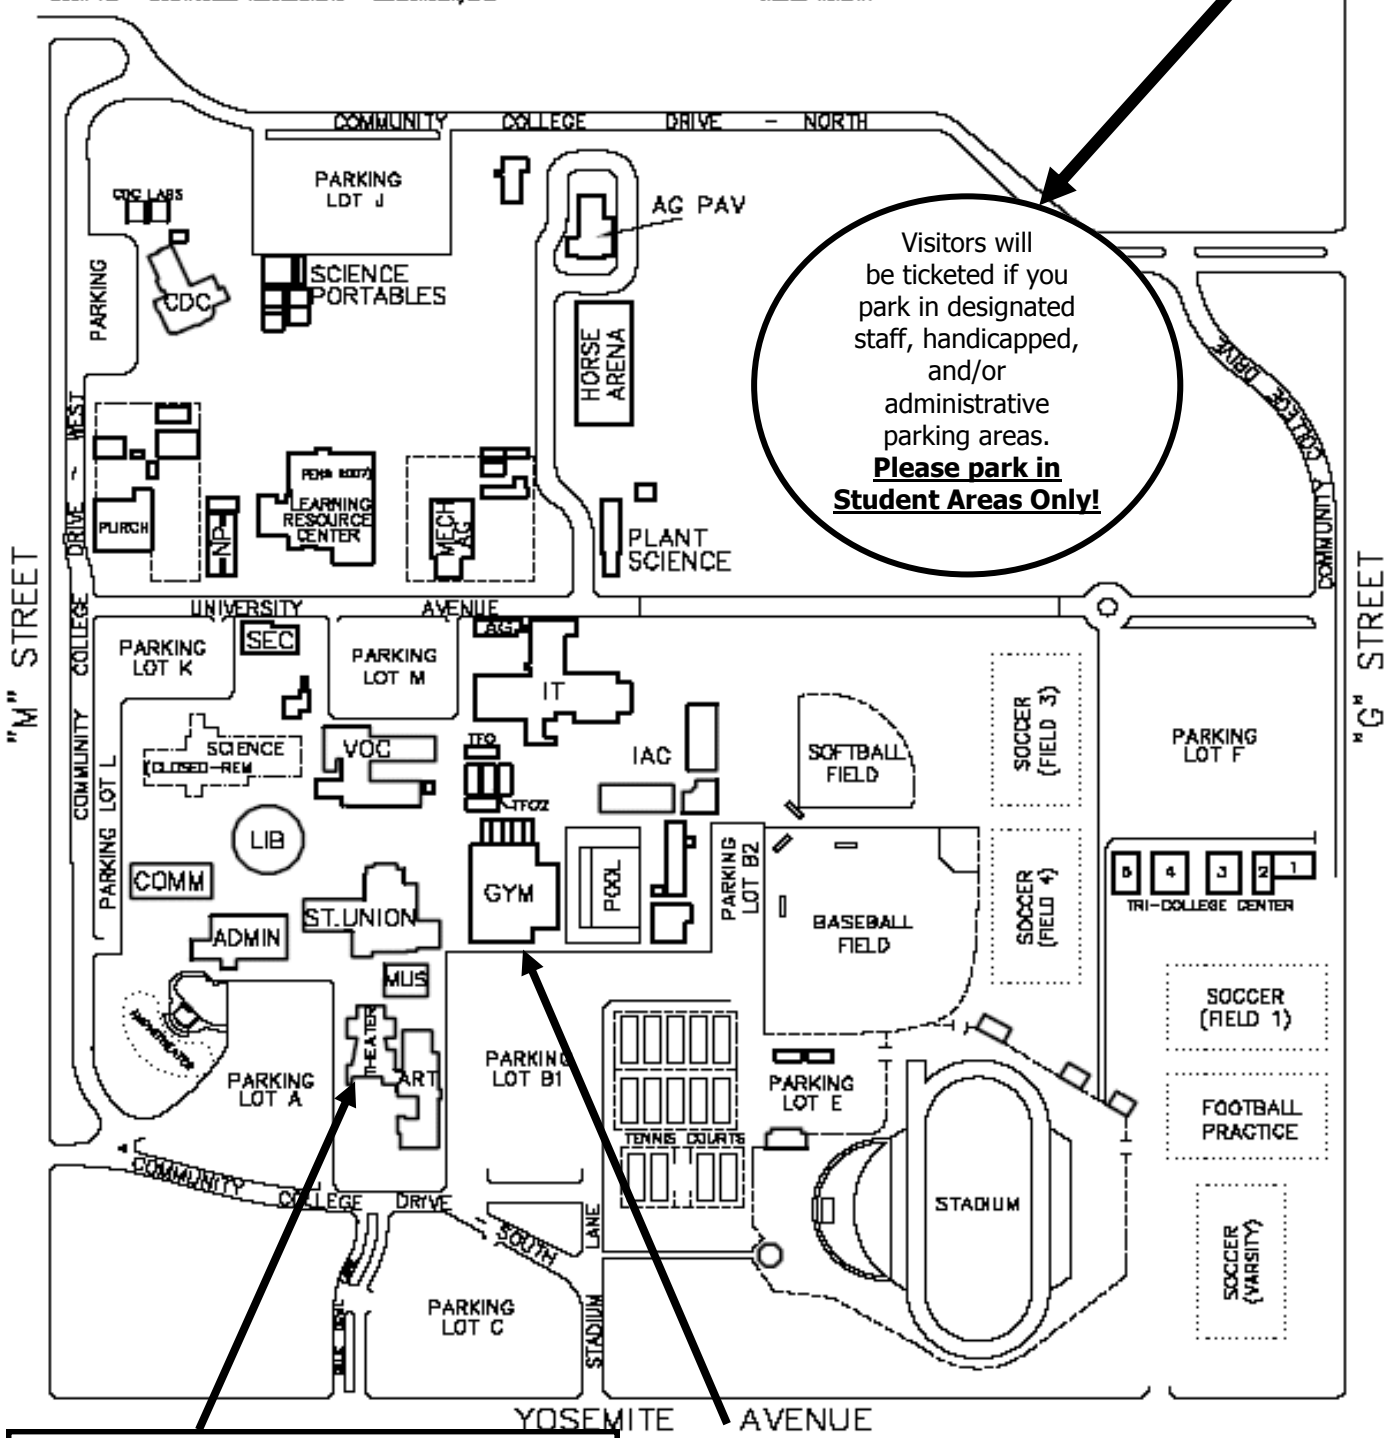 COMMUNITY COLLEGE DRIVE - NORTH
PARKING
LOT J
CDC LABS
AG PAV
Visitors will
be ticketed if you
park in designated
staff, handicapped,
and/or
administrative
parking areas.
Please park in
Student Areas Only!
PARKING
CDC
SCIENCE
PORTABLES
HORSE
ARENA
COMMUNITY COLLEGE DRIVE
COMMUNITY COLLEGE DRIVE - WEST
LEARNING
RESOURCE
CENTER
PURCH
NP
MECH
AG
PLANT
SCIENCE
"M" STREET
"G" STREET
UNIVERSITY AVENUE
PARKING
LOT K
SEC
PARKING
LOT M
AG
IT
SOCCER
(FIELD 3)
PARKING LOT L
SCIENCE
(CLOSED-REM
VOC
TFO
IAC
SOFTBALL
FIELD
PARKING
LOT F
TFO2
LIB
COMM
GYM
POOL
PARKING
LOT B2
SOCCER
(FIELD 4)
5 4 3 2 1
TRI-COLLEGE CENTER
ST.UNION
ADMIN
BASEBALL
FIELD
MUS
SOCCER
(FIELD 1)
AMPHITHEATER
THEATER
PARKING
LOT A
ART
PARKING
LOT B1
PARKING
LOT E
FOOTBALL
PRACTICE
TENNIS COURTS
COMMUNITY COLLEGE DRIVE SOUTH
STADIUM
SOCCER
(VARSITY)
STADIUM LANE
PARKING
LOT C
YOSEMITE AVENUE